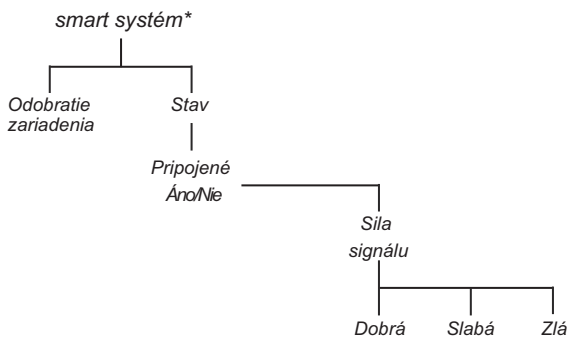 smart systém*
Odobratie
zariadenia
Stav
Pripojené
Áno/Nie
Sila
signálu
Dobrá
Slabá
Zlá